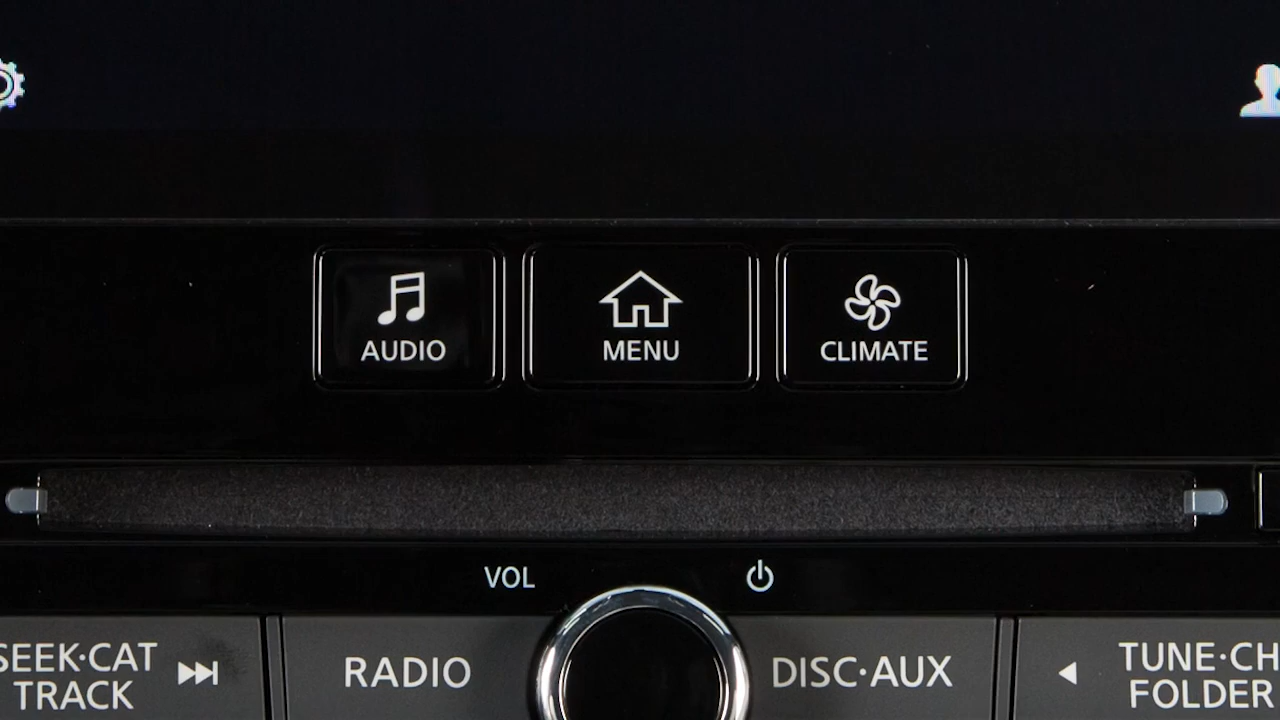 AUDIO
MENU
CLIMATE
VOL
SEEK·CAT
TRACK
RADIO
DISC·AUX
TUNE·CH
FOLDER